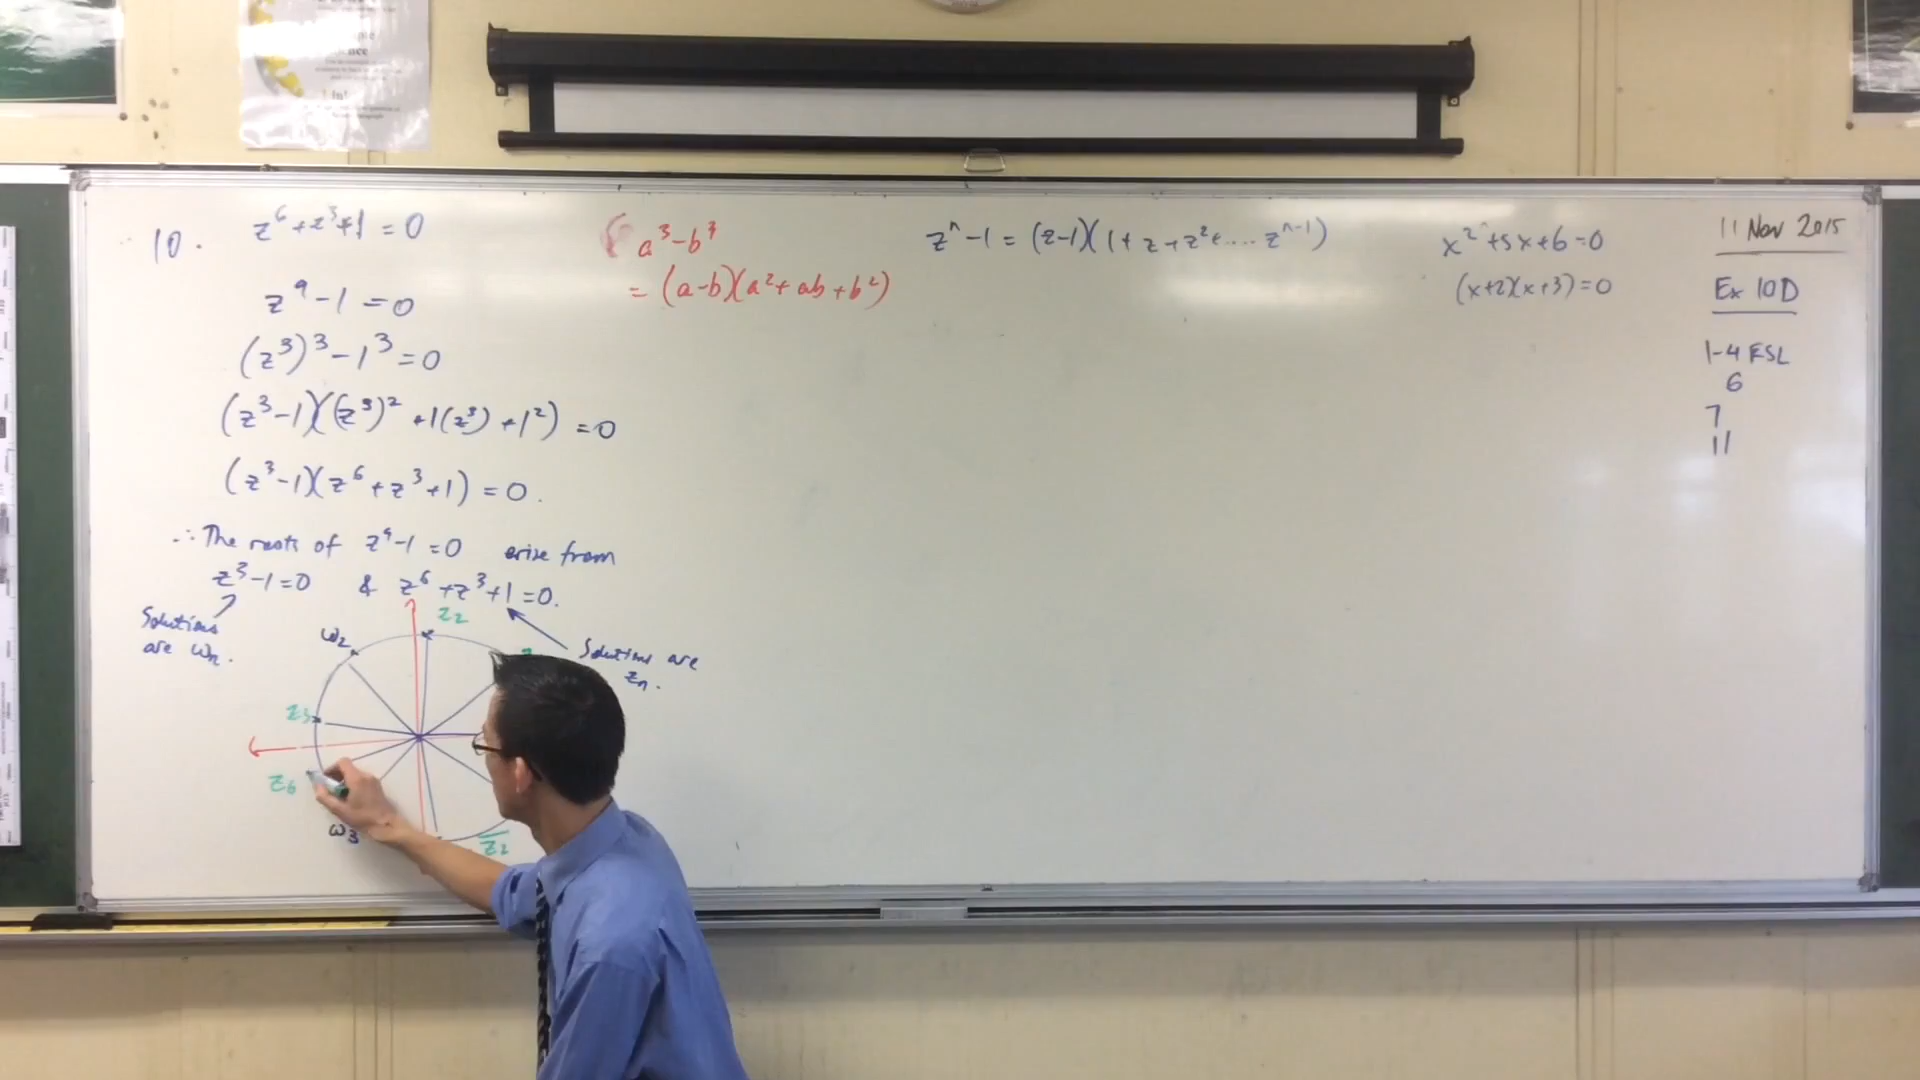 10. z⁶+z³+1=0
z⁹-1=0
(z³)³-1³=0
(z³-1)((z³)²+1(z³)+1²)=0
(z³-1)(z⁶+z³+1)=0.
∴ The roots of z⁹-1=0 arise from
z³-1=0 & z⁶+z³+1=0.
Solutions
are ωₙ.
Solutions are
zₙ.
z₂
ω₂
z₃
z₆
ω₃
a³-b³
=(a-b)(a²+ab+b²)
zⁿ-1=(z-1)(1+z+z²+....zⁿ⁻¹)
x²+5x+6=0
(x+2)(x+3)=0
11 Nov 2015
Ex 10D
1-4 RSL
6
7
11